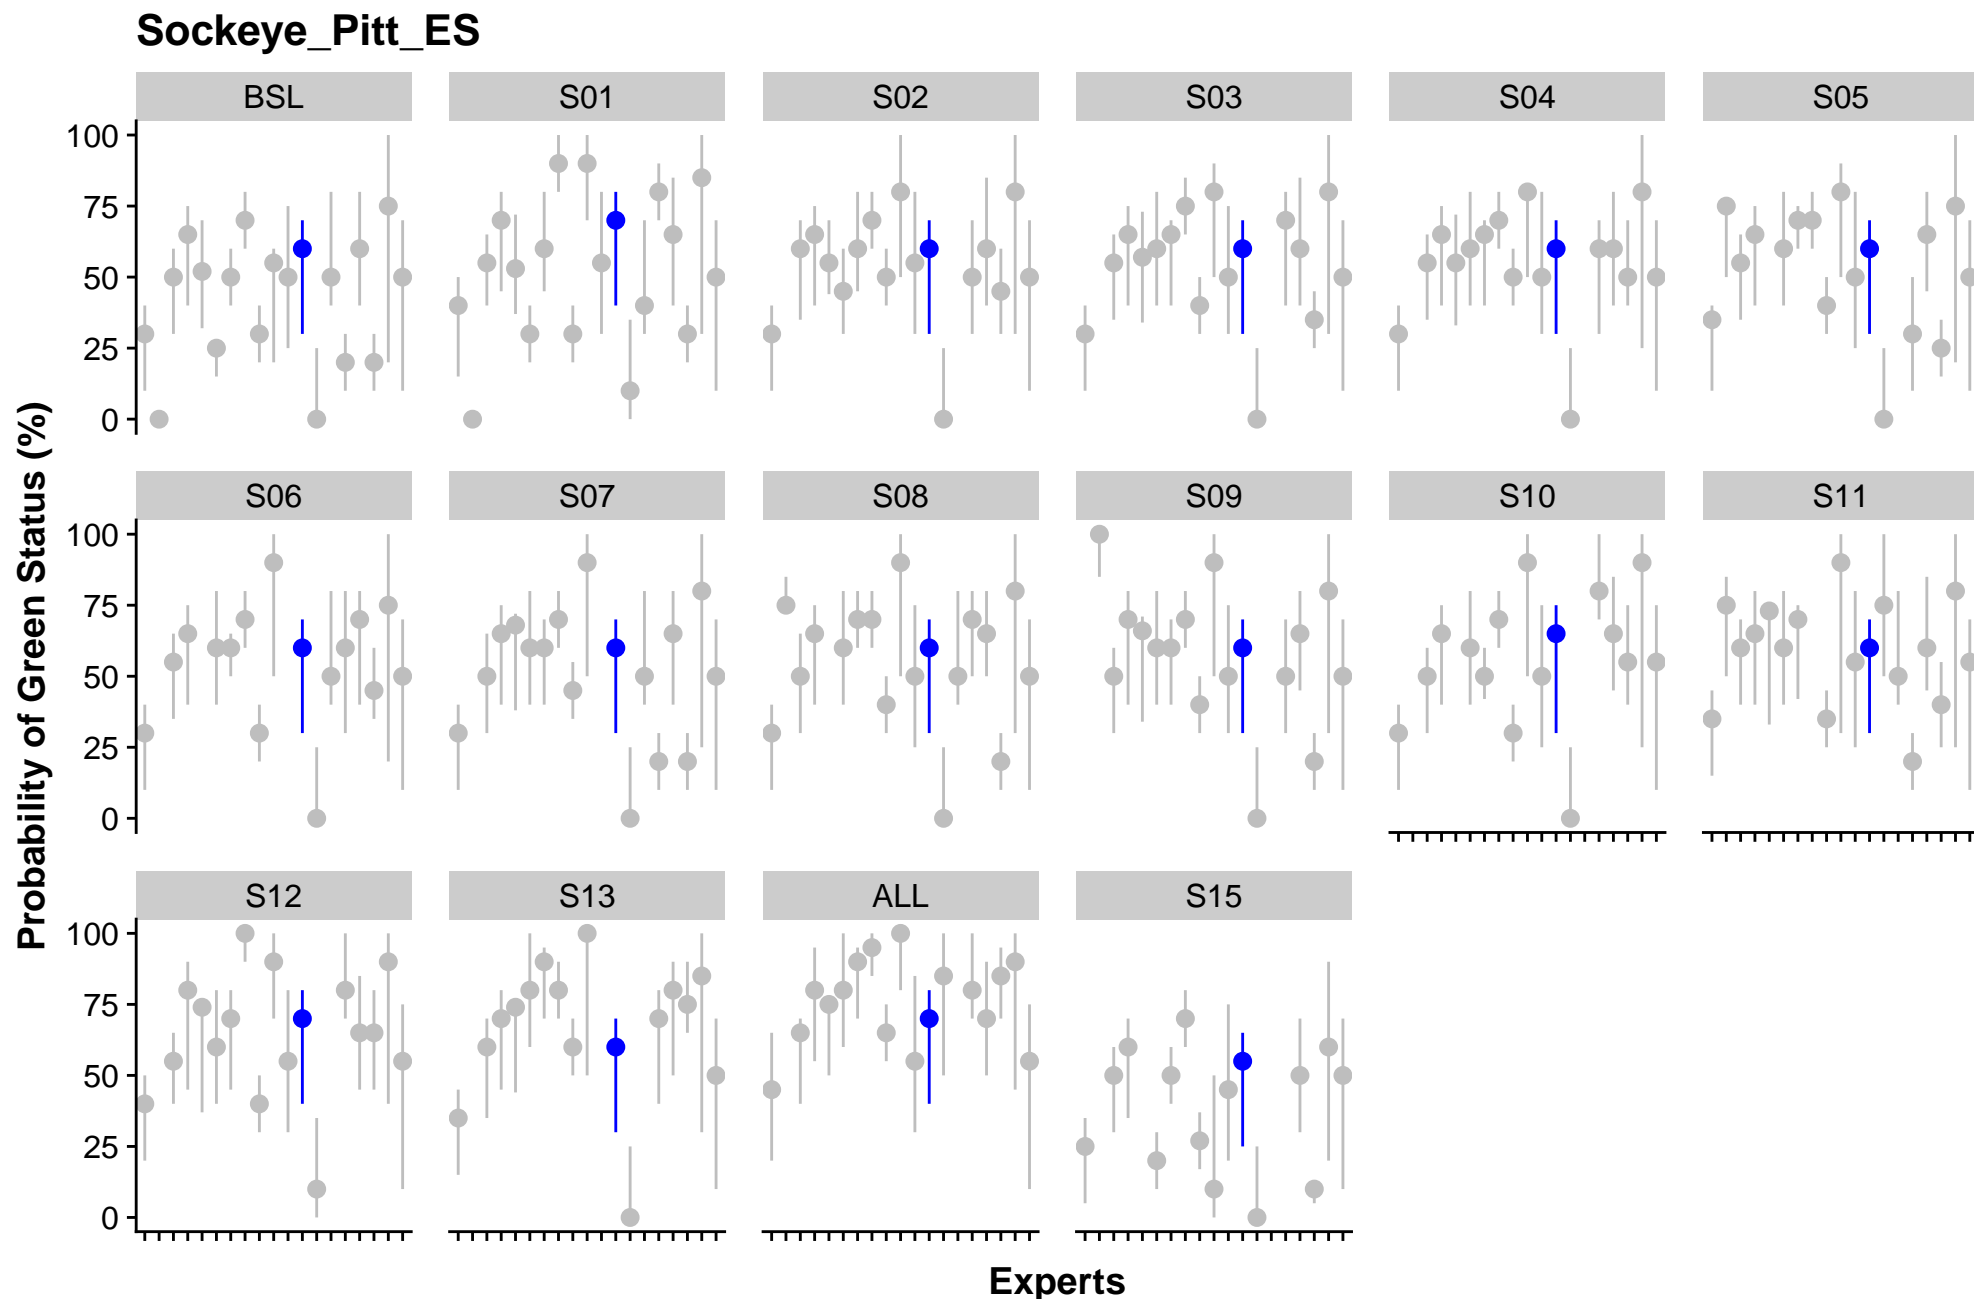 Sockeye_Pitt_ES
BSL
S01
S02
S03
S04
S05
100
75
50
25
0
S06
S07
S08
S09
S10
S11
100
75
50
25
0
S12
S13
ALL
S15
100
75
50
25
0
Probability of Green Status (%)
Experts